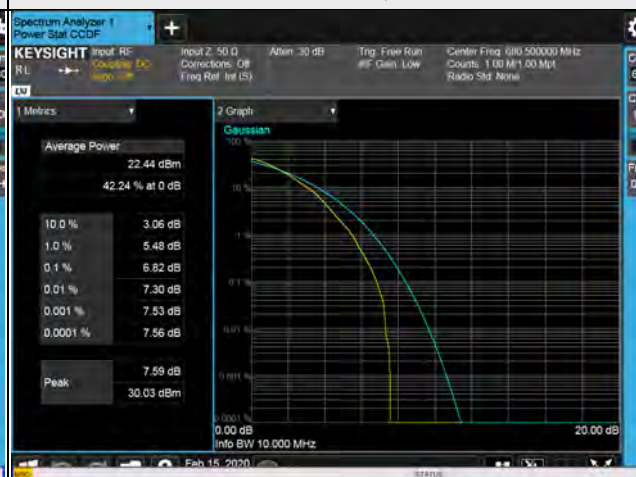 Spectrum Analyzer 1
Power Stat CCDF
+
KEYSIGHT Input: RF
Input Z: 50 Ω
Atten: 30 dB
Trig: Free Run
Center Freq: 680.500000 MHz
RL
Coupling: DC
Corrections: Off
#IF Gain: Low
Counts: 1.00 M/1.00 Mpt
Align: Off
Freq Ref: Int (S)
Radio Std: None
1 Metrics
2 Graph
Gaussian
Average Power
22.44 dBm
42.24 % at 0 dB
10.0 % 3.06 dB
1.0 % 5.48 dB
0.1 % 6.82 dB
0.01 % 7.30 dB
0.001 % 7.53 dB
0.0001 % 7.56 dB
Peak
7.59 dB
30.03 dBm
100 %
10 %
1 %
0.1 %
0.01 %
0.001 %
0.0001 %
0.00 dB
20.00 dB
Info BW 10.000 MHz
Feb 15, 2020
MSG
STATUS